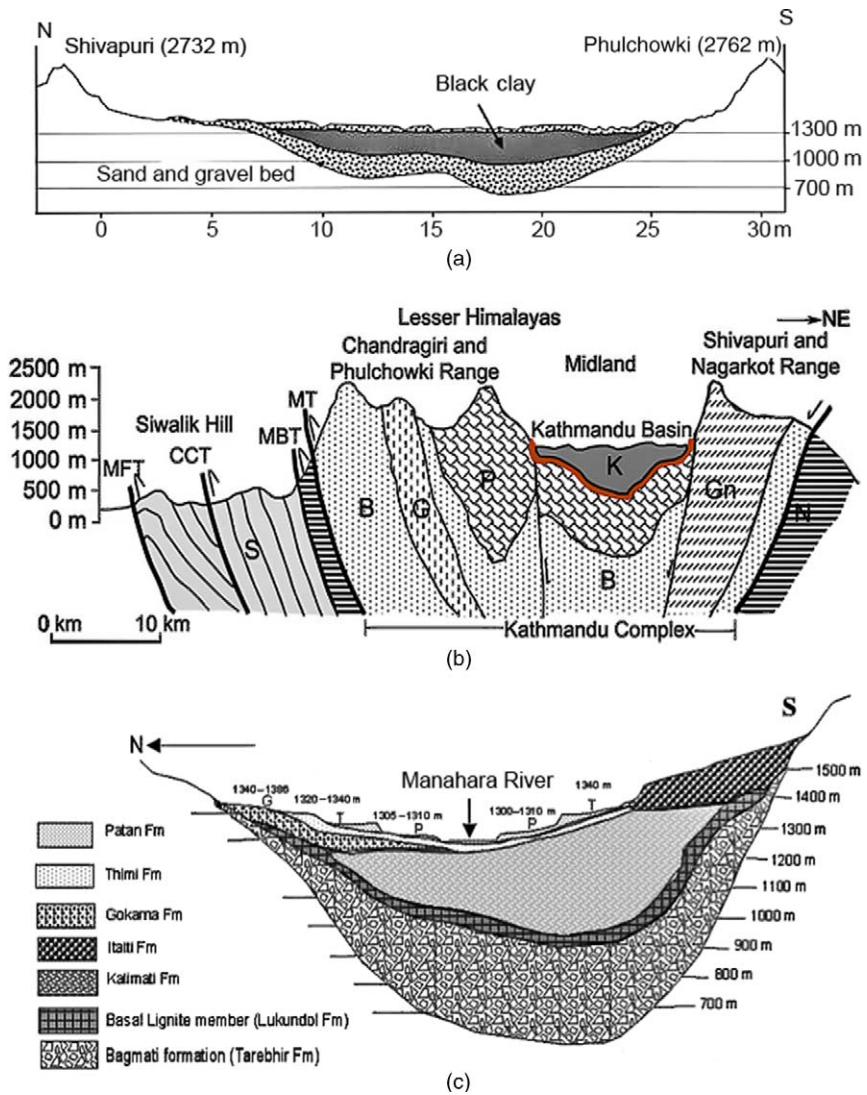 N
S
Shivapuri (2732 m)
Phulchowki (2762 m)
Black clay
1300 m
1000 m
Sand and gravel bed
700 m
0 5 10 15 20 25 30 m
(a)
Lesser Himalayas
NE
Chandragiri and
Phulchowki Range
Midland
Shivapuri and
Nagarkot Range
2500 m
2000 m
1500 m
1000 m
500 m
0 m
Siwalik Hill
MFT
CCT
MBT
MT
Kathmandu Basin
K
B
G
P
Gn
N
S
B
0 km 10 km
Kathmandu Complex
(b)
S
N
Manahara River
1340-1386
G
1320-1340 m
T
1305-1310 m
P
1300-1310 m
P
1340 m
T
1500 m
1400 m
1300 m
1200 m
1100 m
1000 m
900 m
800 m
700 m
Patan Fm
Thimi Fm
Gokarna Fm
Itaiti Fm
Kalimati Fm
Basal Lignite member (Lukundol Fm)
Bagmati formation (Tarebhir Fm)
(c)